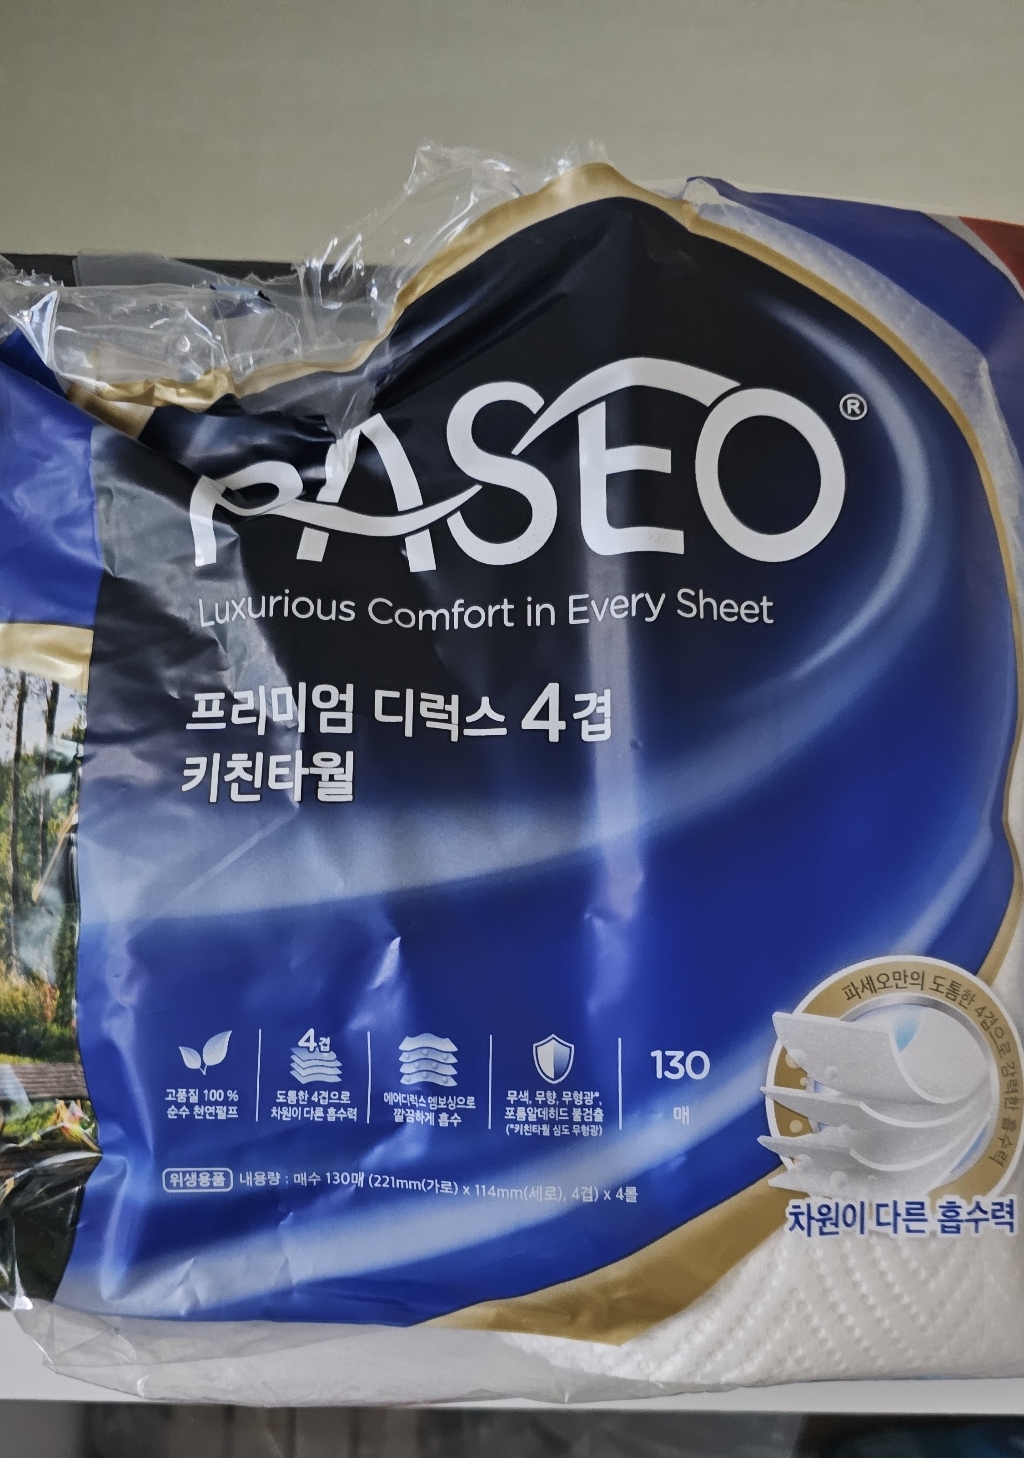 PASEO®
Luxurious Comfort in Every Sheet
프리미엄 디럭스 4겹
키친타월
고품질 100 %
순수 천연펄프
4겹
도톰한 4겹으로
차원이 다른 흡수력
에어디럭스 엠보싱으로
깔끔하게 흡수
무색, 무향, 무형광*,
포름알데히드 불검출
(*키친타월 심도 무형광)
130
매
위생용품 내용량 : 매수 130매 (221mm(가로) x 114mm(세로), 4겹) x 4롤
파세오만의 도톰한 4겹으로 강력한 흡수력
차원이 다른 흡수력